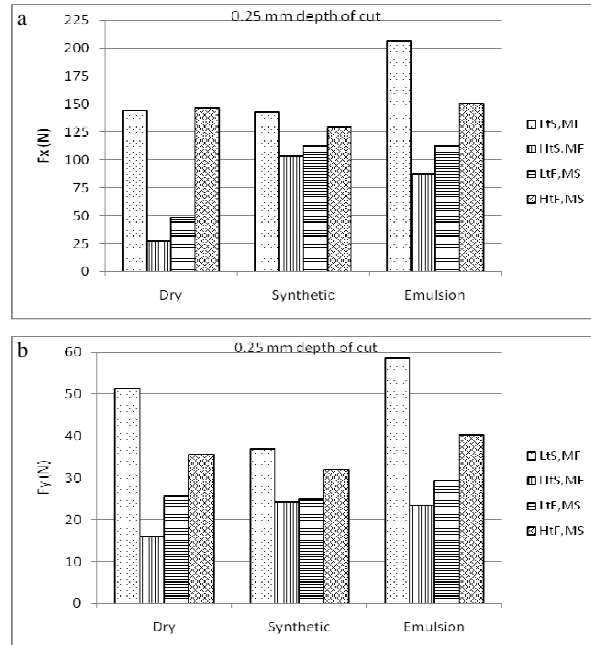 a
0.25 mm depth of cut
225
200
175
150
125
100
75
50
25
0
Fx (N)
Dry
Synthetic
Emulsion
LtS, MF
HtS, MF
LtF, MS
HtF, MS
b
0.25 mm depth of cut
60
50
40
30
20
10
0
Fy (N)
Dry
Synthetic
Emulsion
LtS, MF
HtS, MF
LtF, MS
HtF, MS